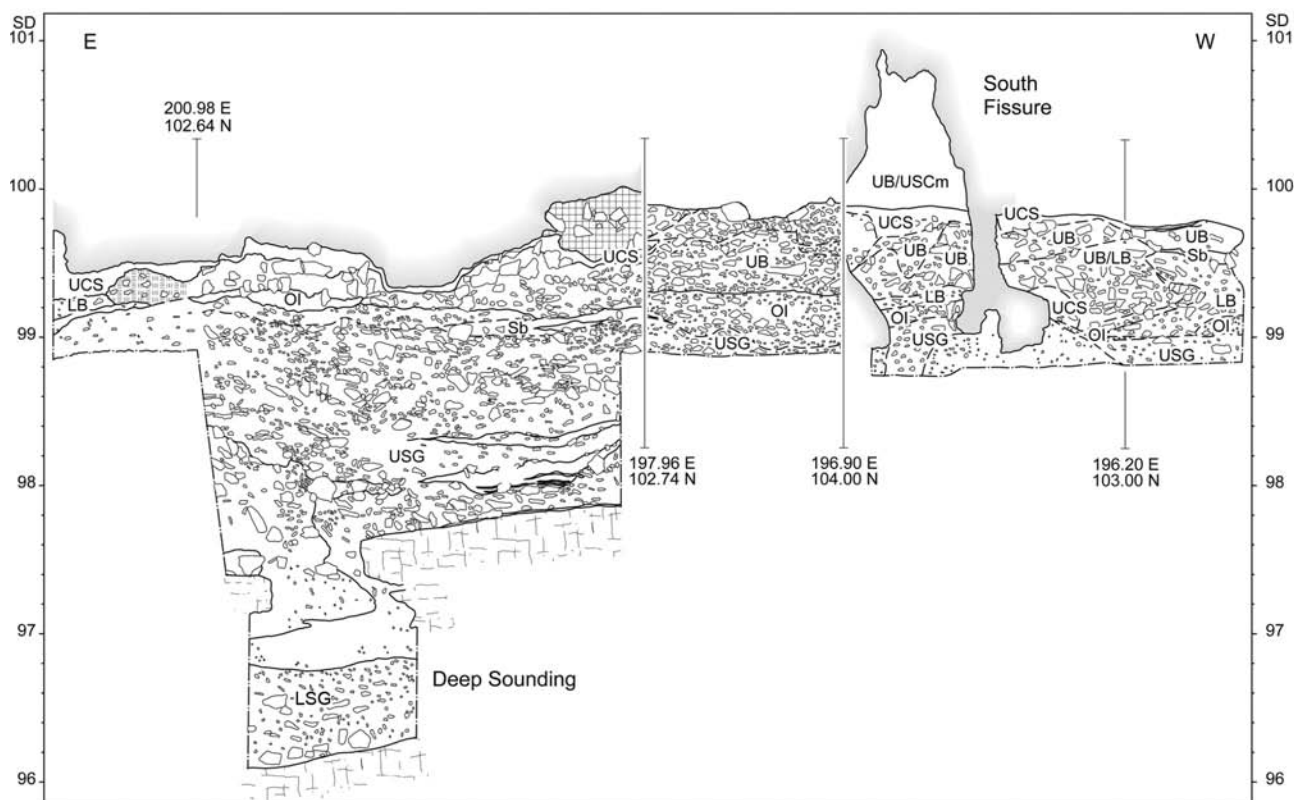 SD
SD
101
E
W
101
South
Fissure
200.98 E
102.64 N
100
UB/USCm
100
UCS
UCS
UB
UB
UCS
UB
UB
UB/LB
Sb
UCS
OI
UB
LB
LB
LB
OI
UCS
OI
99
Sb
OI
OI
99
USG
USG
USG
USG
197.96 E
102.74 N
196.90 E
104.00 N
196.20 E
103.00 N
98
98
97
97
Deep Sounding
LSG
96
96